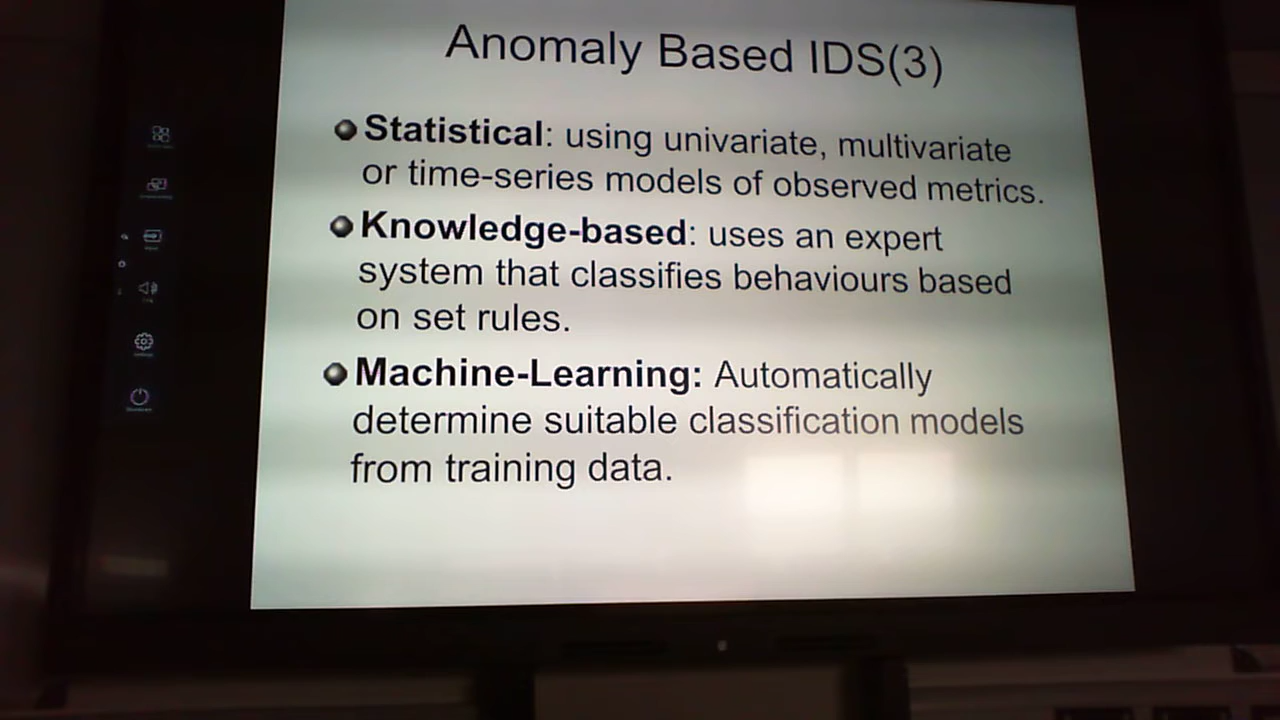 Anomaly Based IDS(3)
Statistical: using univariate, multivariate
or time-series models of observed metrics.
Knowledge-based: uses an expert
system that classifies behaviours based
on set rules.
Machine-Learning: Automatically
determine suitable classification models
from training data.